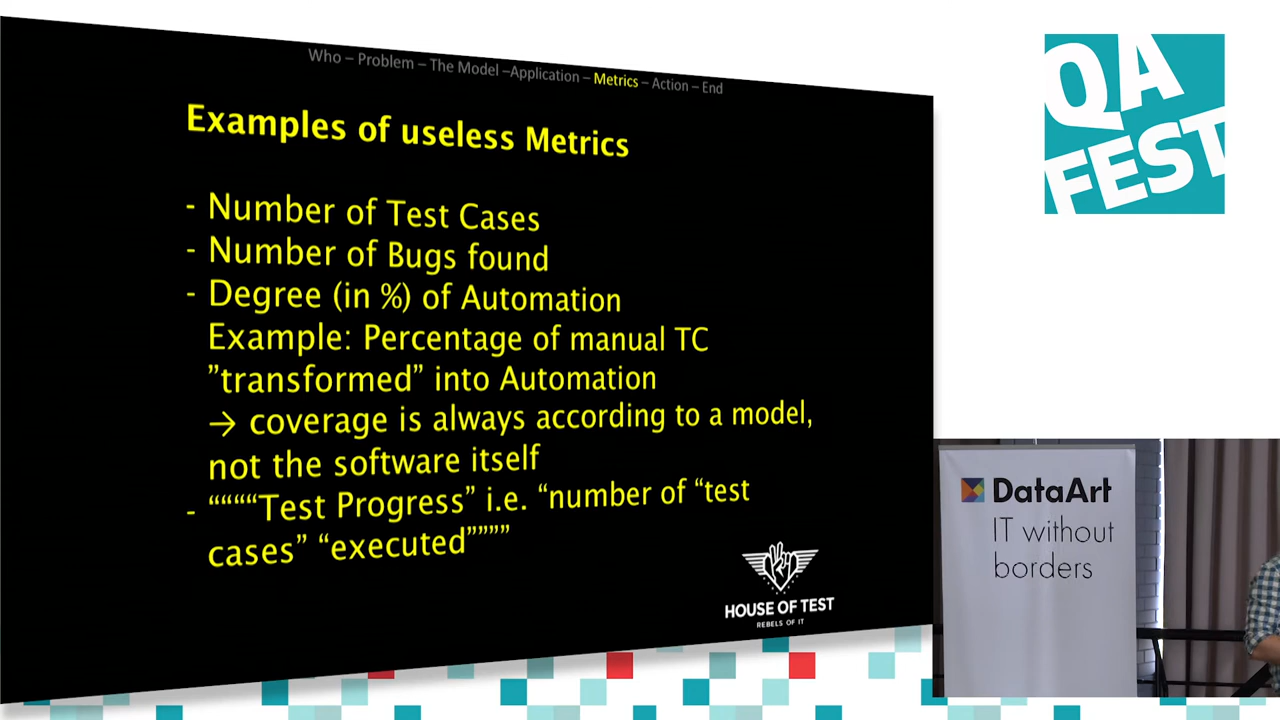 Who – Problem – The Model –Application – Metrics – Action – End
Examples of useless Metrics
- Number of Test Cases
- Number of Bugs found
- Degree (in %) of Automation
Example: Percentage of manual TC
”transformed” into Automation
→ coverage is always according to a model,
not the software itself
- ““““Test Progress” i.e. “number of “test
cases” “executed””””
HOUSE OF TEST
REBELS OF IT
QA
FEST
DataArt
IT without
borders